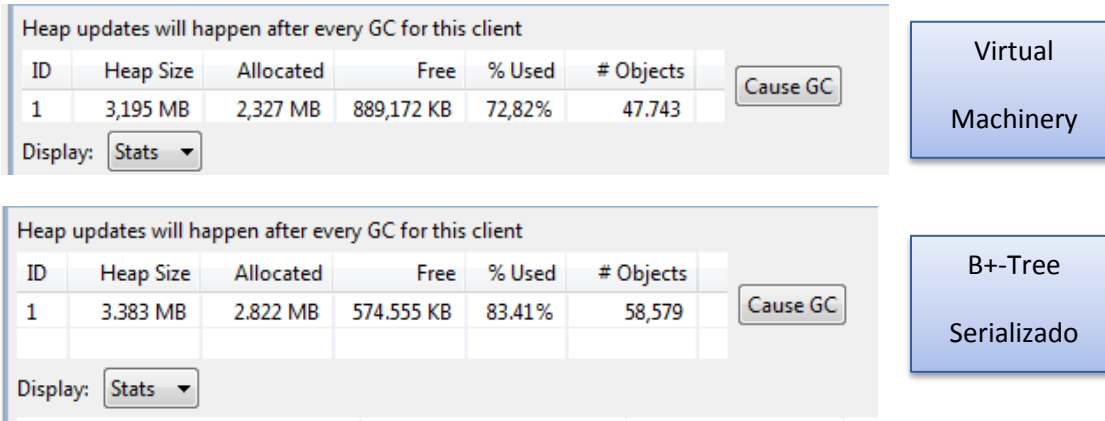 Heap updates will happen after every GC for this client
ID Heap Size Allocated Free % Used # Objects
1 3,195 MB 2,327 MB 889,172 KB 72,82% 47.743
Cause GC
Display: Stats
Virtual
Machinery
Heap updates will happen after every GC for this client
ID Heap Size Allocated Free % Used # Objects
1 3.383 MB 2.822 MB 574.555 KB 83.41% 58,579
Cause GC
Display: Stats
B+-Tree
Serializado